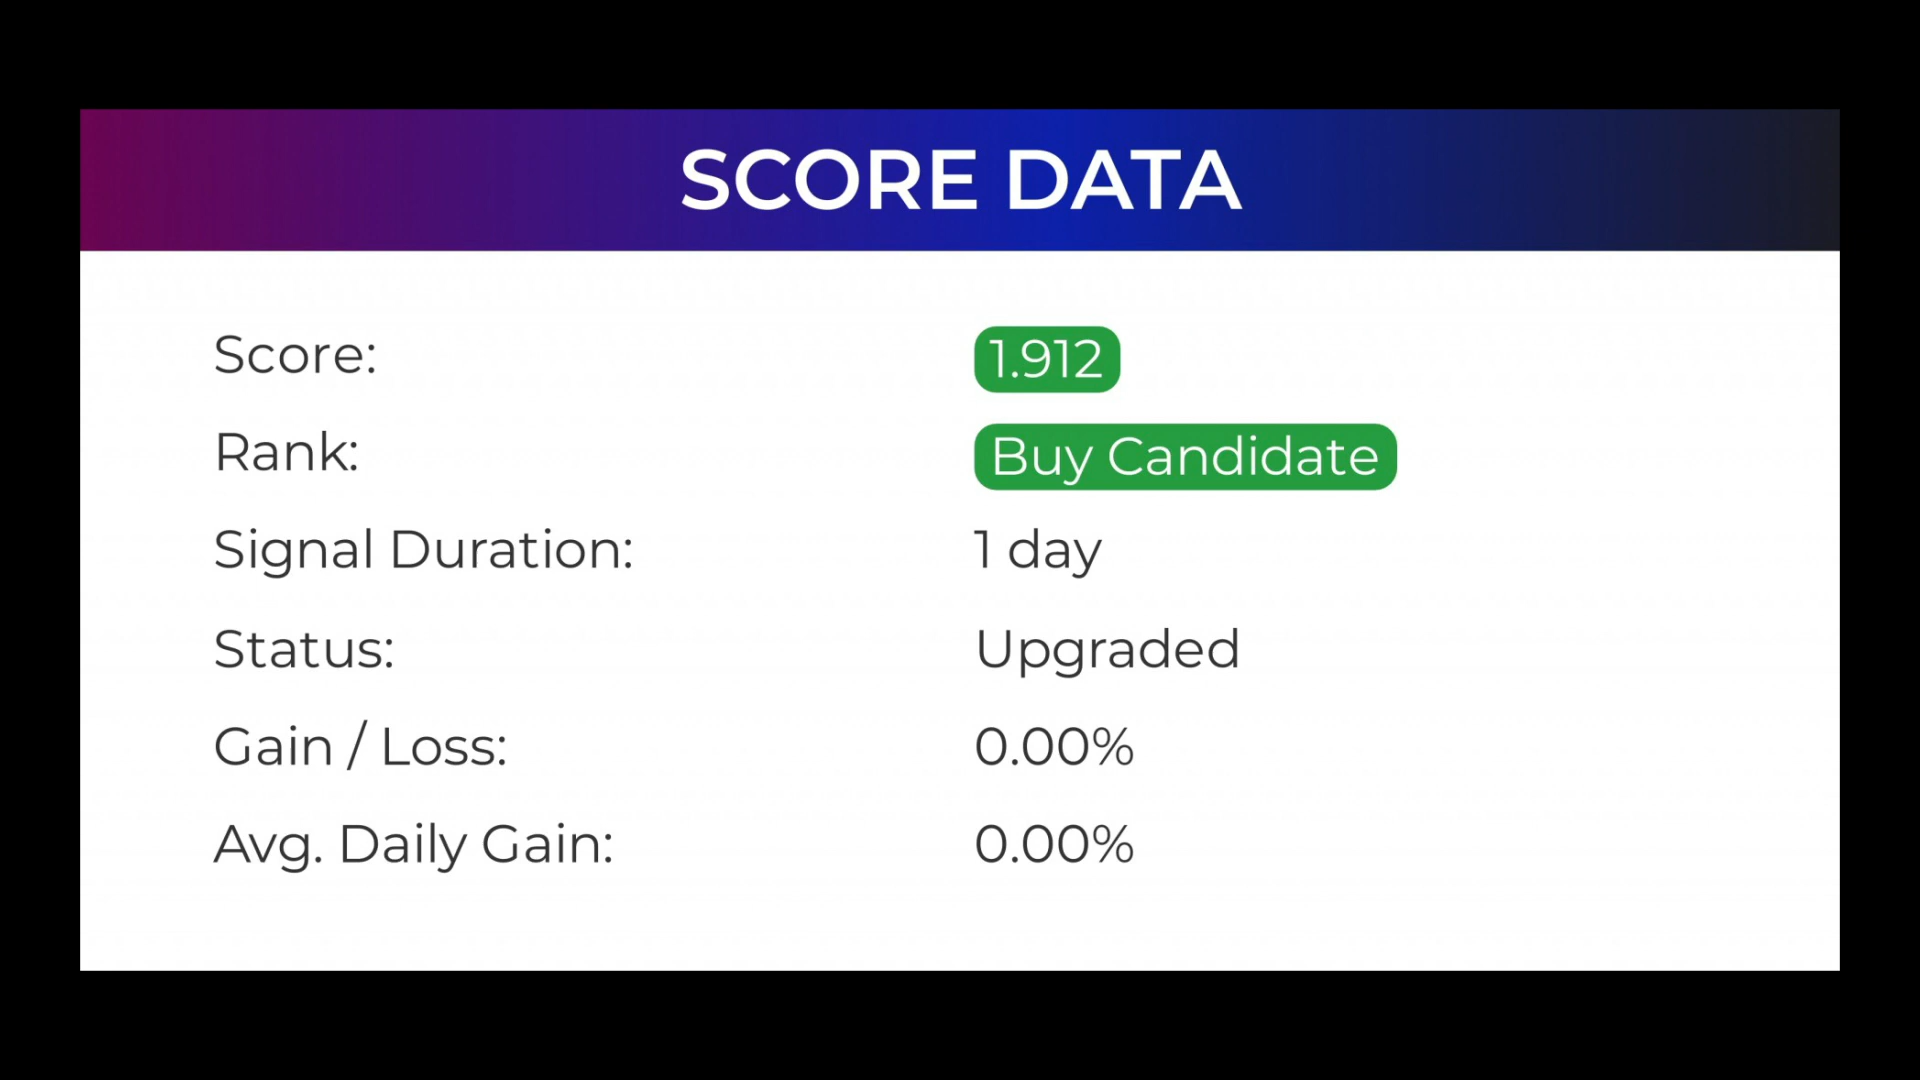 SCORE DATA
Score: 1.912
Rank: Buy Candidate
Signal Duration: 1 day
Status: Upgraded
Gain / Loss: 0.00%
Avg. Daily Gain: 0.00%